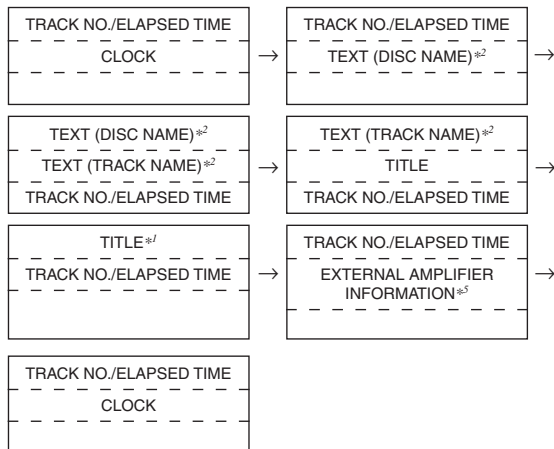 TRACK NO./ELAPSED TIME
CLOCK
→
TRACK NO./ELAPSED TIME
TEXT (DISC NAME)*2
→
TEXT (DISC NAME)*2
TEXT (TRACK NAME)*2
TRACK NO./ELAPSED TIME
→
TEXT (TRACK NAME)*2
TITLE
TRACK NO./ELAPSED TIME
→
TITLE*1
TRACK NO./ELAPSED TIME
→
TRACK NO./ELAPSED TIME
EXTERNAL AMPLIFIER
INFORMATION*5
→
TRACK NO./ELAPSED TIME
CLOCK